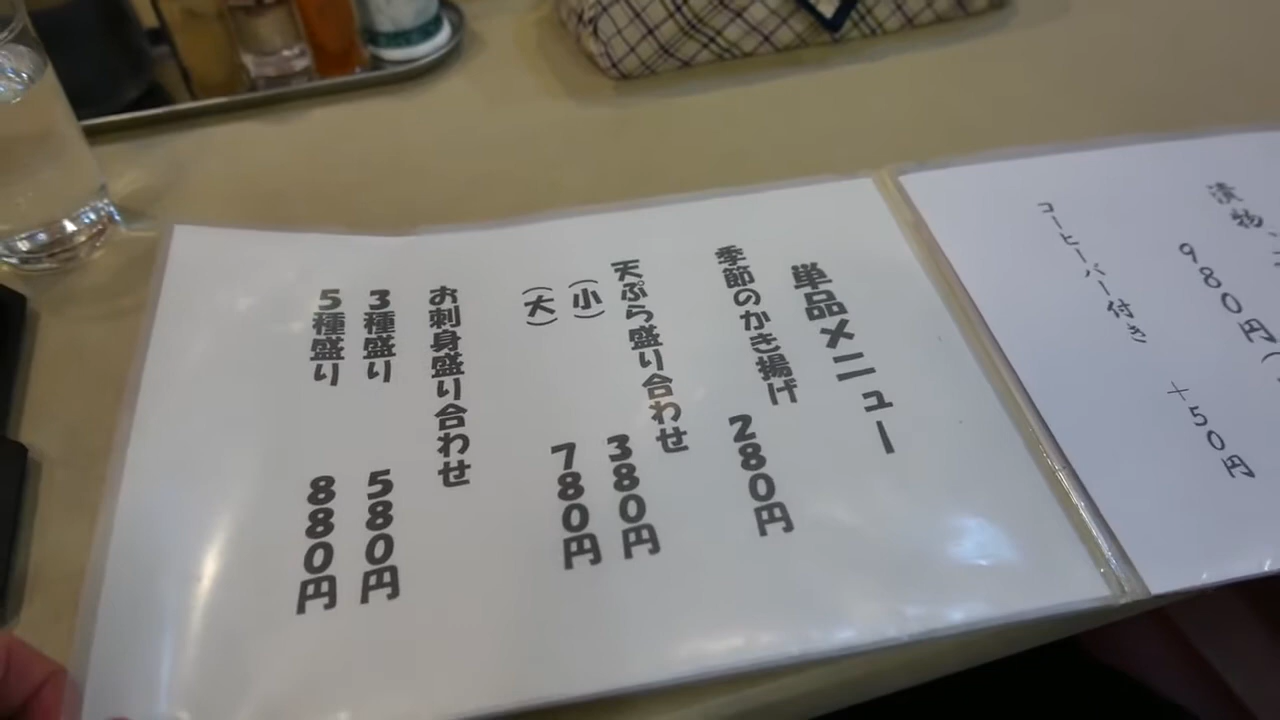 漬物、
980円(
コーヒーバー付き +50円
単品メニュー
季節のかき揚げ 280円
天ぷら盛り合わせ
(小) 380円
(大) 780円
お刺身盛り合わせ
3種盛り 580円
5種盛り 880円